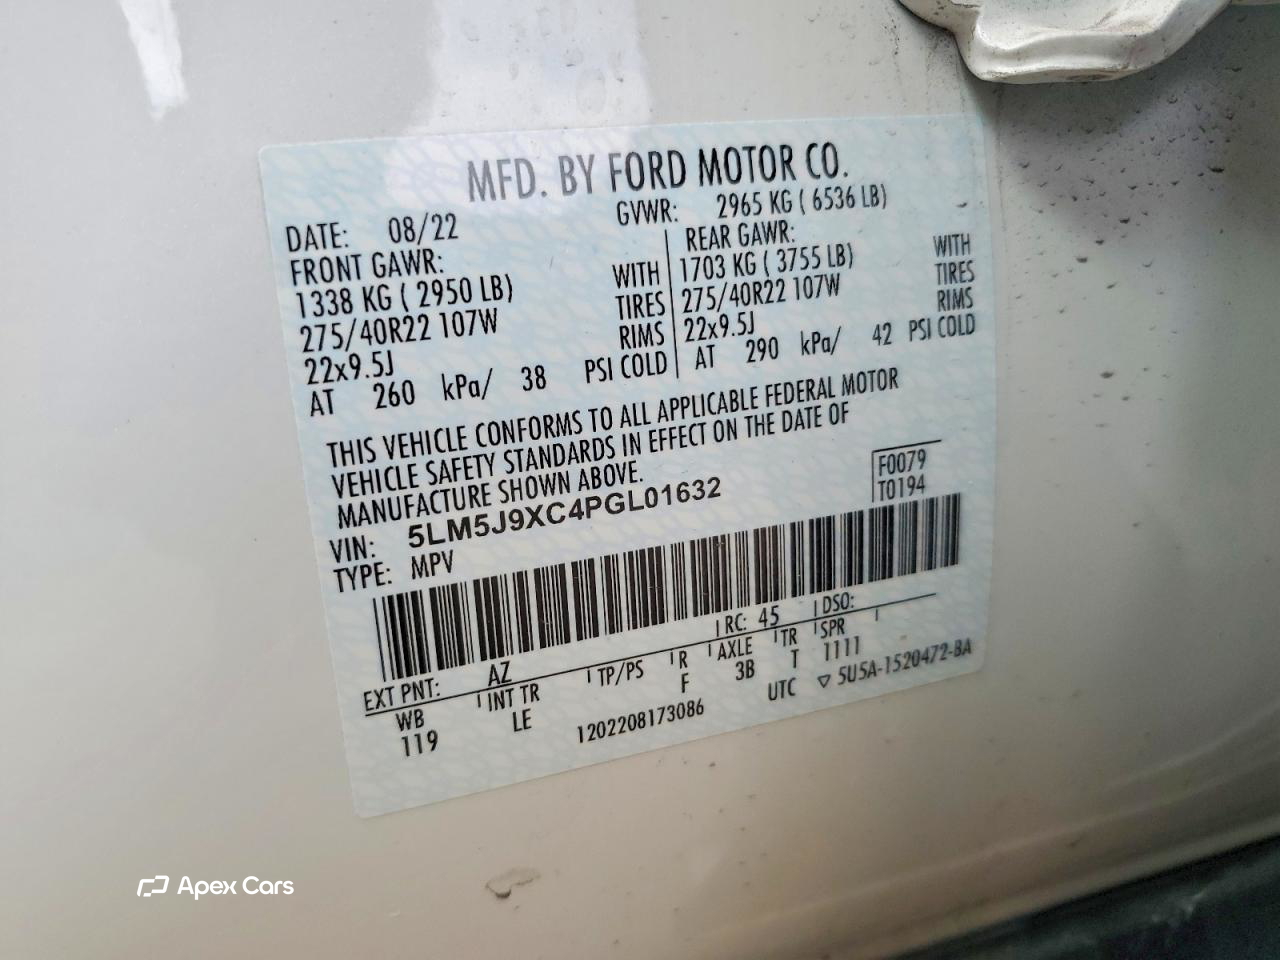 MFD. BY FORD MOTOR CO.
DATE: 08/22 GVWR: 2965 KG ( 6536 LB)
FRONT GAWR: REAR GAWR:
1338 KG ( 2950 LB) WITH 1703 KG ( 3755 LB) WITH
275/40R22 107W TIRES 275/40R22 107W TIRES
22x9.5J RIMS 22x9.5J RIMS
AT 260 kPa/ 38 PSI COLD AT 290 kPa/ 42 PSI COLD
THIS VEHICLE CONFORMS TO ALL APPLICABLE FEDERAL MOTOR
VEHICLE SAFETY STANDARDS IN EFFECT ON THE DATE OF
MANUFACTURE SHOWN ABOVE.
F0079
T0194
VIN: 5LM5J9XC4PGL01632
TYPE: MPV
EXT PNT: AZ RC: 45 DSO:
WB INT TR TP/PS R AXLE TR SPR
119 LE F 3B T 1111
1202208173086 UTC ▽ 5U5A-1520472-BA
Apex Cars